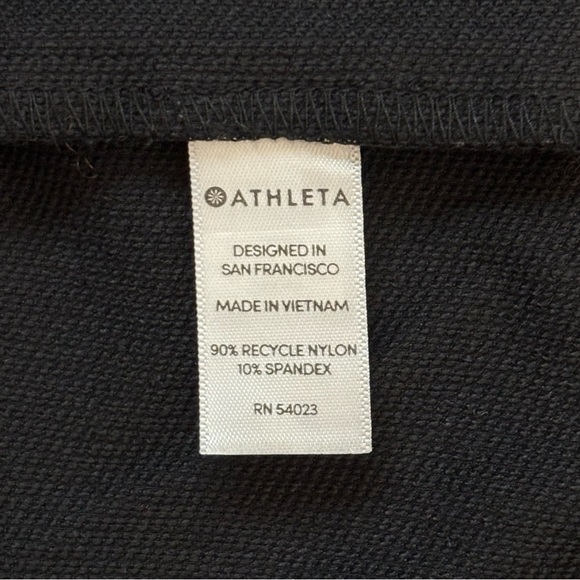 ATHLETA
DESIGNED IN
SAN FRANCISCO
MADE IN VIETNAM
90% RECYCLE NYLON
10% SPANDEX
RN 54023